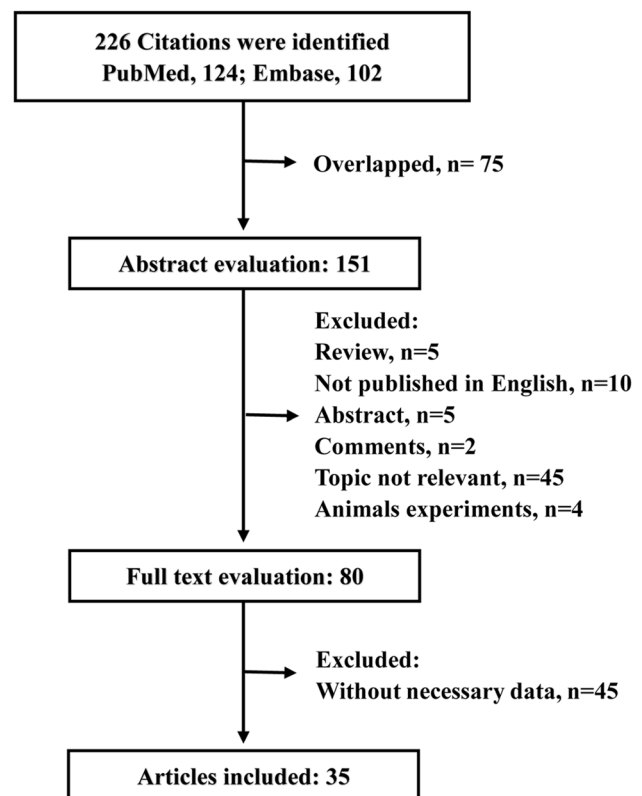 226 Citations were identified
PubMed, 124; Embase, 102
Overlapped, n= 75
Abstract evaluation: 151
Excluded:
Review, n=5
Not published in English, n=10
Abstract, n=5
Comments, n=2
Topic not relevant, n=45
Animals experiments, n=4
Full text evaluation: 80
Excluded:
Without necessary data, n=45
Articles included: 35